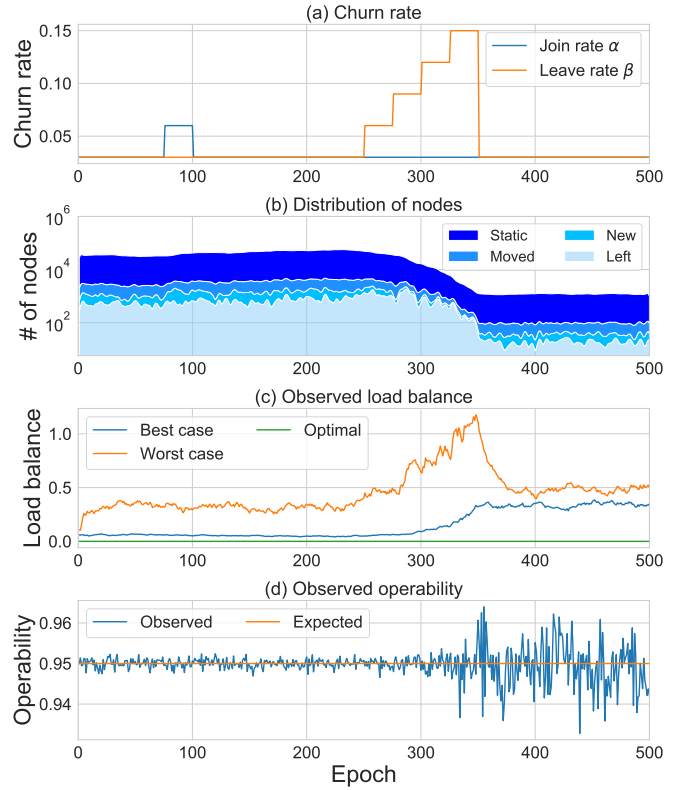 (a) Churn rate
Churn rate
0.15
0.10
0.05
Join rate α
Leave rate β
0 100 200 300 400 500
(b) Distribution of nodes
# of nodes
10^6
10^4
10^2
Static New
Moved Left
0 100 200 300 400 500
(c) Observed load balance
Load balance
1.0
0.5
0.0
Best case Optimal
Worst case
0 100 200 300 400 500
(d) Observed operability
Operability
0.96
0.95
0.94
Observed Expected
0 100 200 300 400 500
Epoch